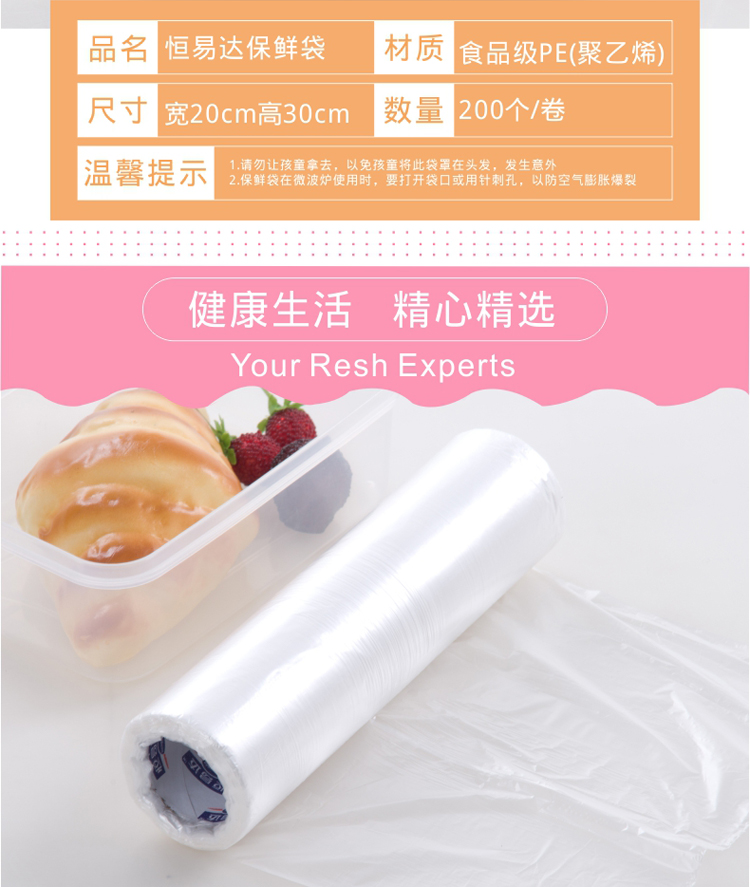 品名 恒易达保鲜袋 材质 食品级PE(聚乙烯)
尺寸 宽20cm高30cm 数量 200个/卷
温馨提示
1.请勿让孩童拿去，以免孩童将此袋罩在头发，发生意外
2.保鲜袋在微波炉使用时，要打开袋口或用针刺孔，以防空气膨胀爆裂
健康生活 精心精选
Your Resh Experts